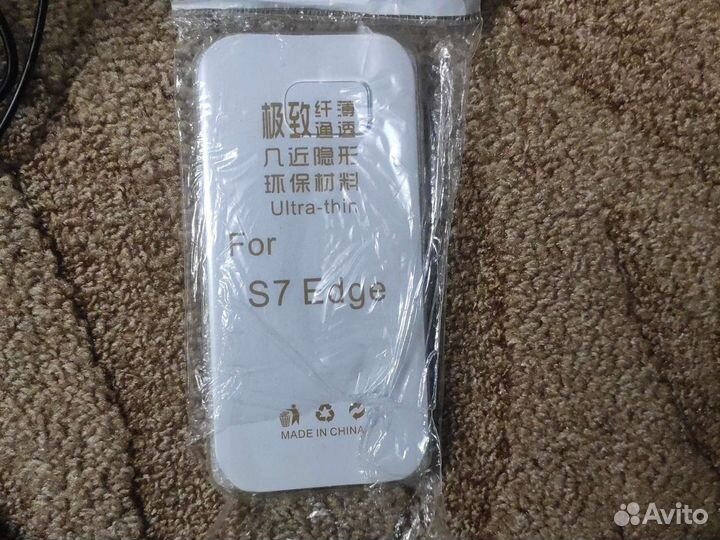 极致 纤薄
通透
几近隐形
环保材料
Ultra-thin
For
S7 Edge
MADE IN CHINA
Avito